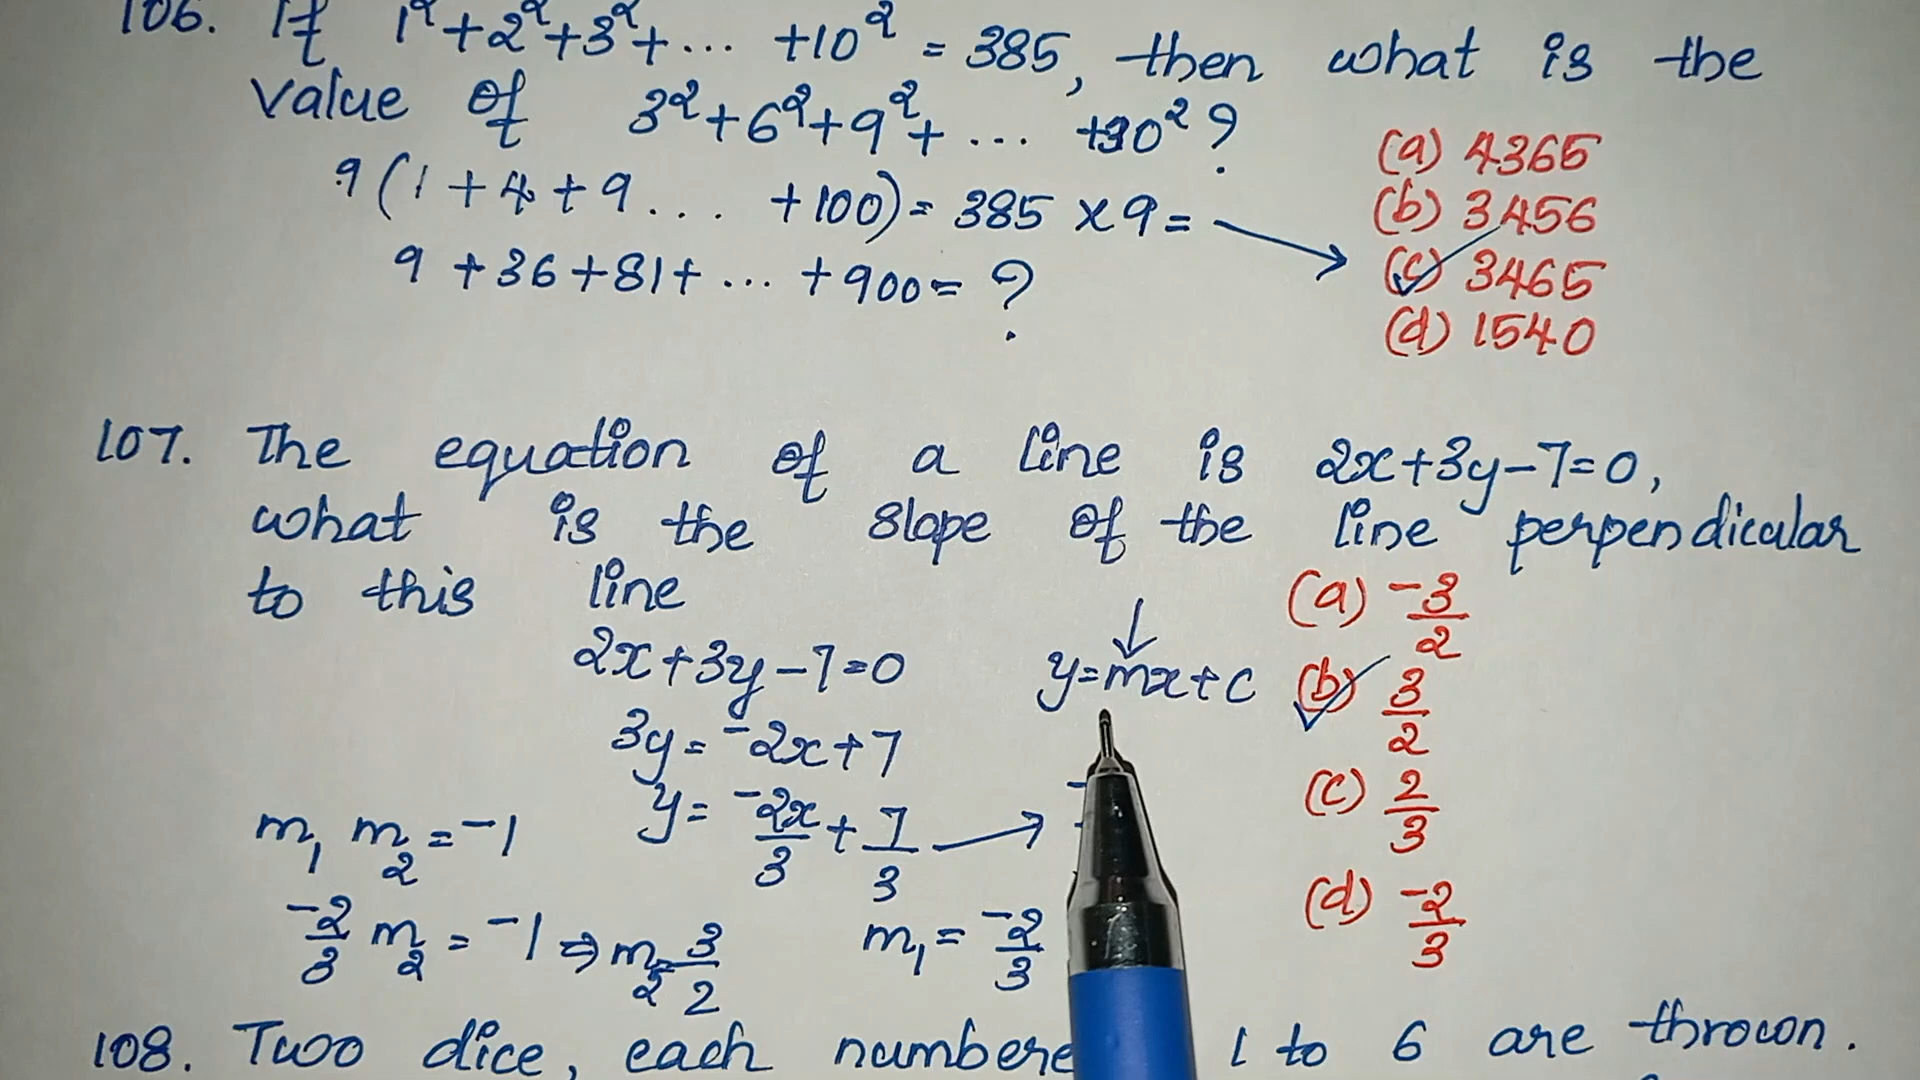 106. If 1²+2²+3²+... +10² = 385, then what is the
value of 3²+6²+9²+ ... +30² ?
9(1+4+9... +100)= 385 ×9=
9 +36+81+ ... +900= ?
(a) 4365
(b) 3456
(c) 3465
(d) 1540
107. The equation of a line is 2x+3y-7=0,
what is the slope of the line perpendicular
to this line
2x+3y-7=0
3y= -2x+7
y= -2x/3 + 7/3
y=mx+c
m₁ = -2/3
m₁ m₂ = -1
-2/3 m₂ = -1 ⇒ m₂ = 3/2
(a) -3/2
(b) 3/2
(c) 2/3
(d) -2/3
108. Two dice, each numbere 1 to 6 are thrown.